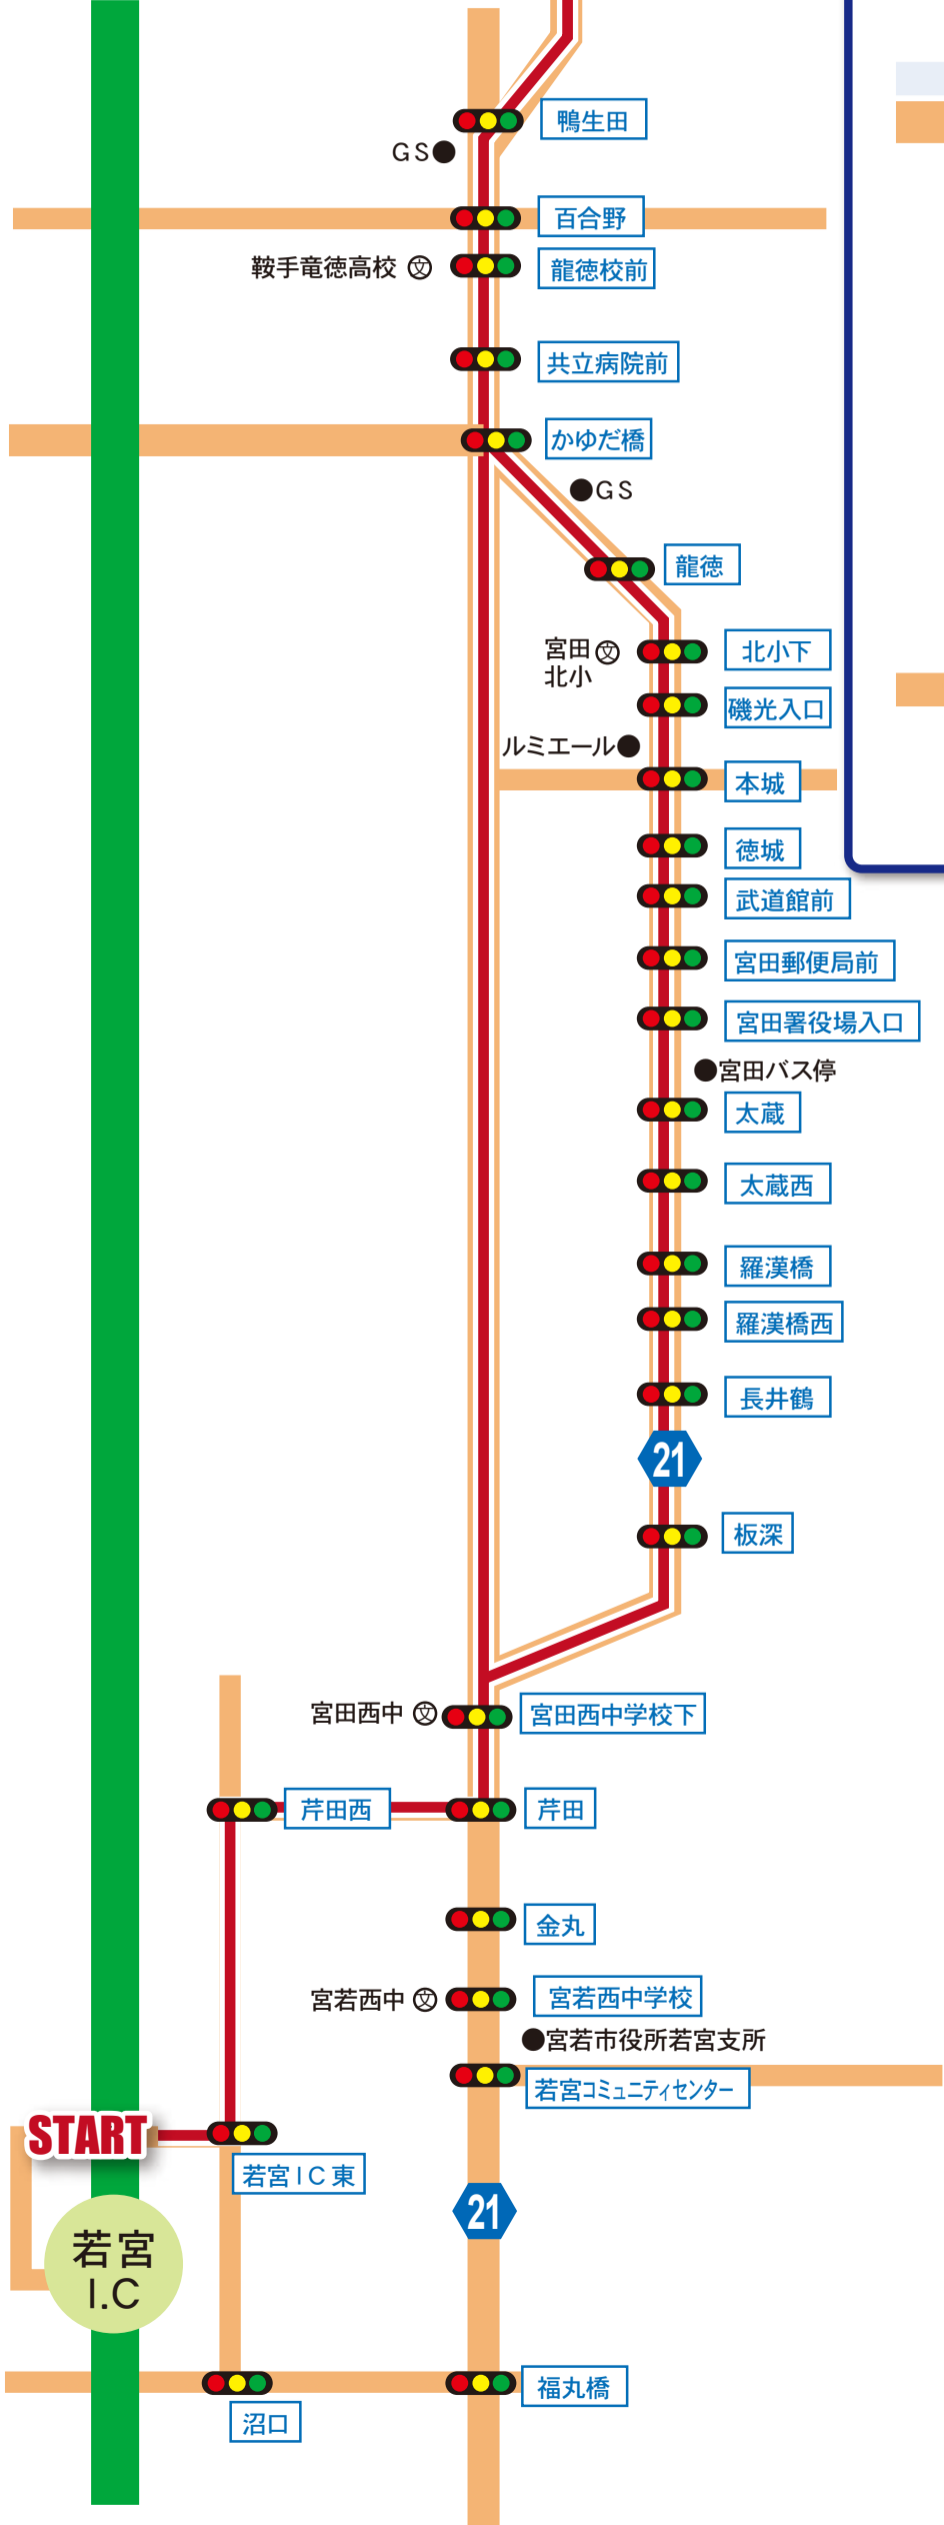 鴨生田
GS
百合野
鞍手竜徳高校 文
龍徳校前
共立病院前
かゆだ橋
GS
龍徳
宮田 文
北小
北小下
磯光入口
ルミエール
本城
徳城
武道館前
宮田郵便局前
宮田署役場入口
宮田バス停
太蔵
太蔵西
羅漢橋
羅漢橋西
長井鶴
21
板深
宮田西中 文
宮田西中学校下
芹田西
芹田
金丸
宮若西中 文
宮若西中学校
宮若市役所若宮支所
若宮コミュニティセンター
START
若宮IC東
21
若宮
I.C
福丸橋
沼口